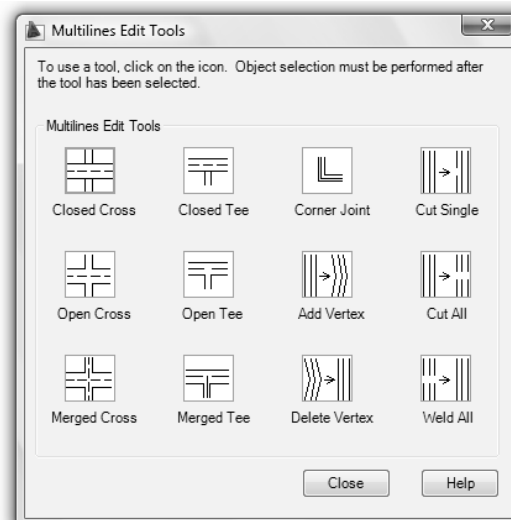 Multilines Edit Tools
To use a tool, click on the icon. Object selection must be performed after
the tool has been selected.
Multilines Edit Tools
Closed Cross Closed Tee Corner Joint Cut Single
Open Cross Open Tee Add Vertex Cut All
Merged Cross Merged Tee Delete Vertex Weld All
Close Help